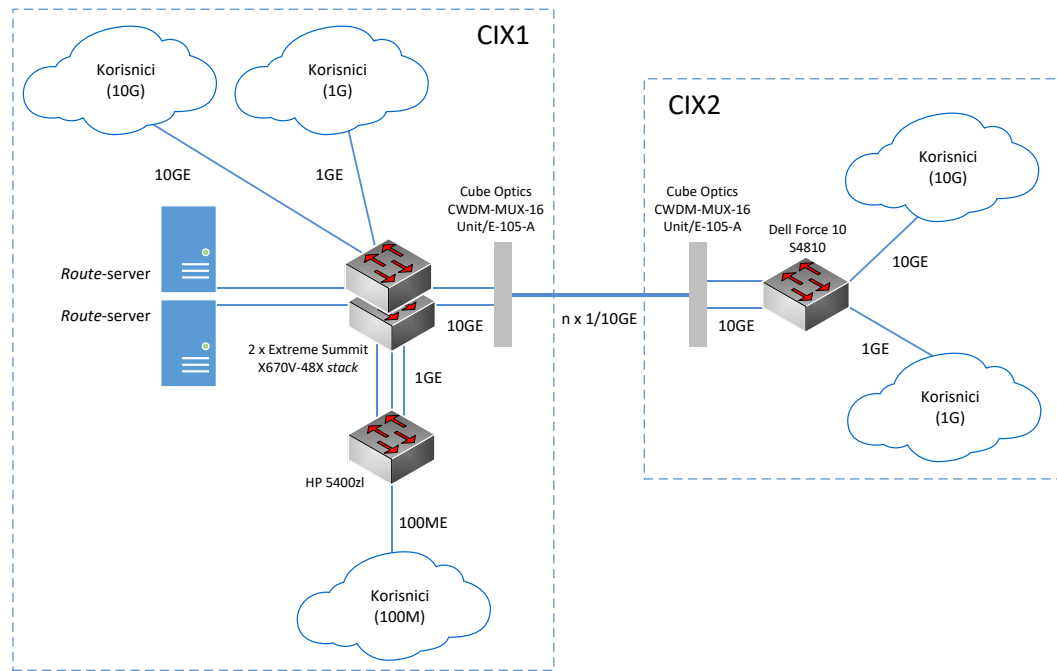 CIX1
Korisnici
(10G)
Korisnici
(1G)
10GE
1GE
Cube Optics
CWDM-MUX-16
Unit/E-105-A
Route-server
Route-server
10GE
2 x Extreme Summit
X670V-48X stack
1GE
HP 5400zl
100ME
Korisnici
(100M)
n x 1/10GE
CIX2
Cube Optics
CWDM-MUX-16
Unit/E-105-A
Dell Force 10
S4810
Korisnici
(10G)
10GE
10GE
1GE
Korisnici
(1G)